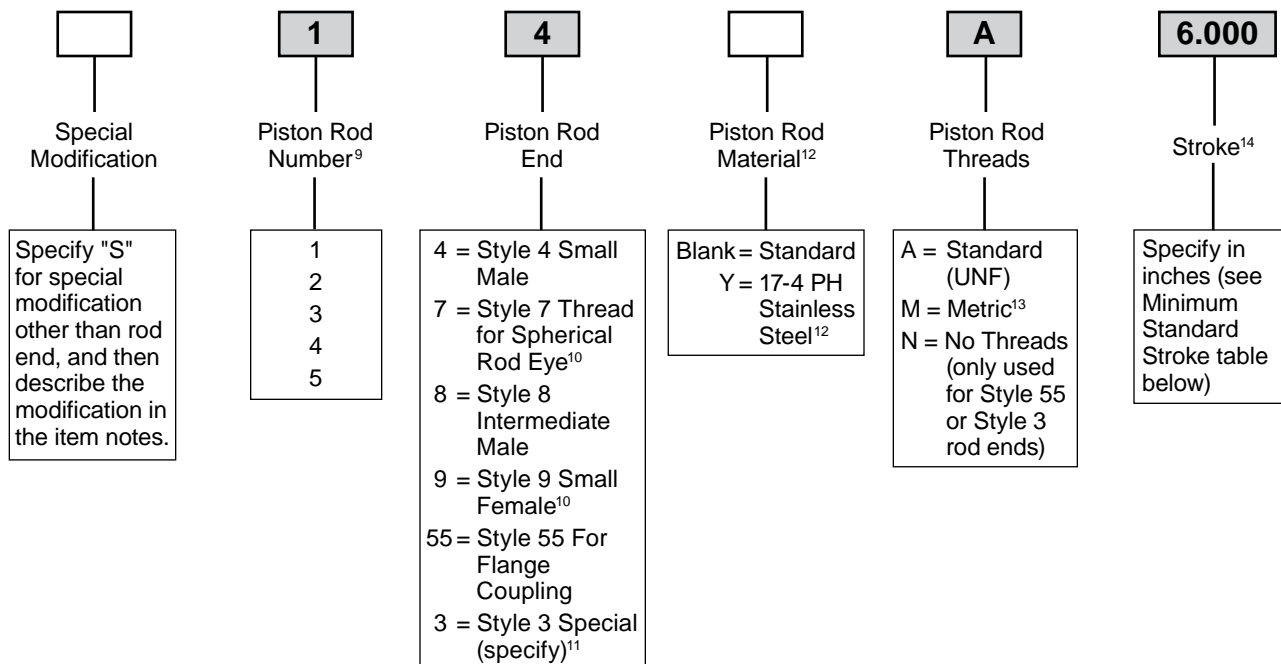 1
4
A
6.000
Special
Modification
Piston Rod
Number⁹
Piston Rod
End
Piston Rod
Material¹²
Piston Rod
Threads
Stroke¹⁴
Specify "S"
for special
modification
other than rod
end, and then
describe the
modification in
the item notes.
1
2
3
4
5
4 = Style 4 Small
Male
7 = Style 7 Thread
for Spherical
Rod Eye¹⁰
8 = Style 8
Intermediate
Male
9 = Style 9 Small
Female¹⁰
55 = Style 55 For
Flange
Coupling
3 = Style 3 Special
(specify)¹¹
Blank = Standard
Y = 17-4 PH
Stainless
Steel¹²
A = Standard
(UNF)
M = Metric¹³
N = No Threads
(only used
for Style 55
or Style 3
rod ends)
Specify in
inches (see
Minimum
Standard
Stroke table
below)